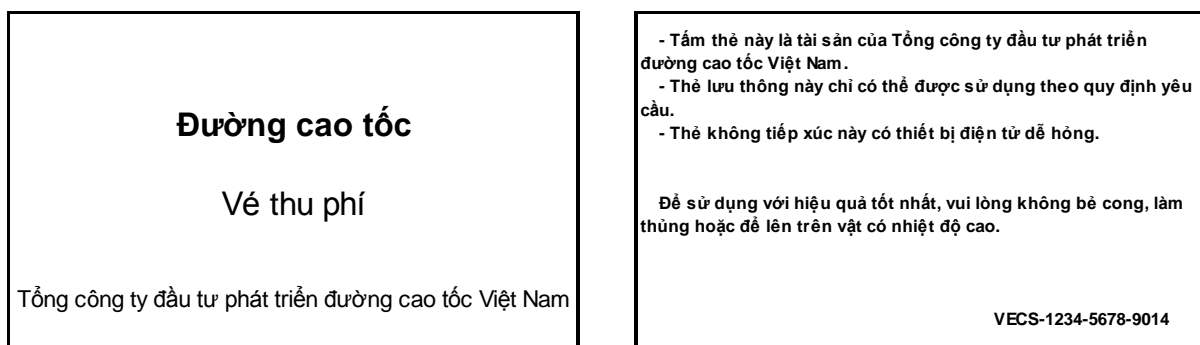 Đường cao tốc
Vé thu phí
Tổng công ty đầu tư phát triển đường cao tốc Việt Nam
- Tấm thẻ này là tài sản của Tổng công ty đầu tư phát triển
đường cao tốc Việt Nam.
- Thẻ lưu thông này chỉ có thể được sử dụng theo quy định yêu
cầu.
- Thẻ không tiếp xúc này có thiết bị điện tử dễ hỏng.
Để sử dụng với hiệu quả tốt nhất, vui lòng không bẻ cong, làm
thủng hoặc để lên trên vật có nhiệt độ cao.
VECS-1234-5678-9014